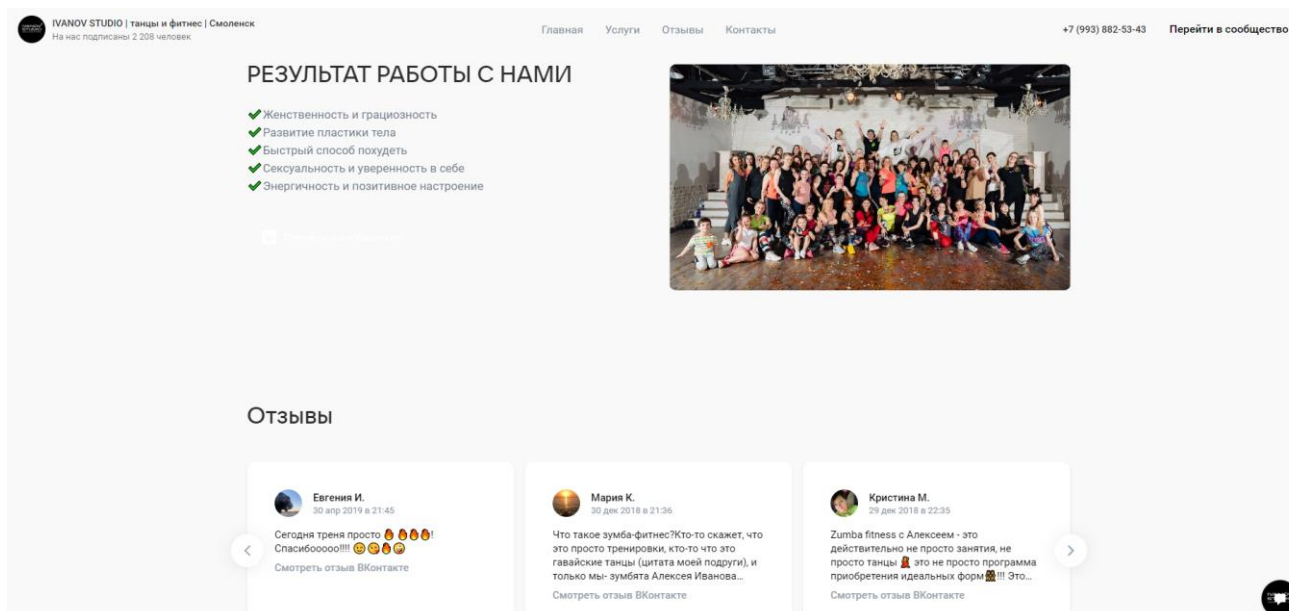 IVANOV STUDIO | танцы и фитнес | Смоленск
На нас подписаны 2 208 человек
Главная Услуги Отзывы Контакты
+7 (993) 882-53-43 Перейти в сообщество
РЕЗУЛЬТАТ РАБОТЫ С НАМИ
Женственность и грациозность
Развитие пластики тела
Быстрый способ похудеть
Сексуальность и уверенность в себе
Энергичность и позитивное настроение
Отзывы
Евгения И.
30 апр 2019 в 21:45
Сегодня треня просто 🔥🔥🔥🔥!
Спасибооооо!!!! 😉😘🔥😜
Смотреть отзыв ВКонтакте
Мария К.
30 дек 2018 в 21:36
Что такое зумба-фитнес?Кто-то скажет, что
это просто тренировки, кто-то что это
гавайские танцы (цитата моей подруги), и
только мы- зумбята Алексея Иванова...
Смотреть отзыв ВКонтакте
Кристина М.
29 дек 2018 в 22:35
Zumba fitness с Алексеем - это
действительно не просто занятия, не
просто танцы 💃 это не просто программа
приобретения идеальных форм👯!!! Это...
Смотреть отзыв ВКонтакте